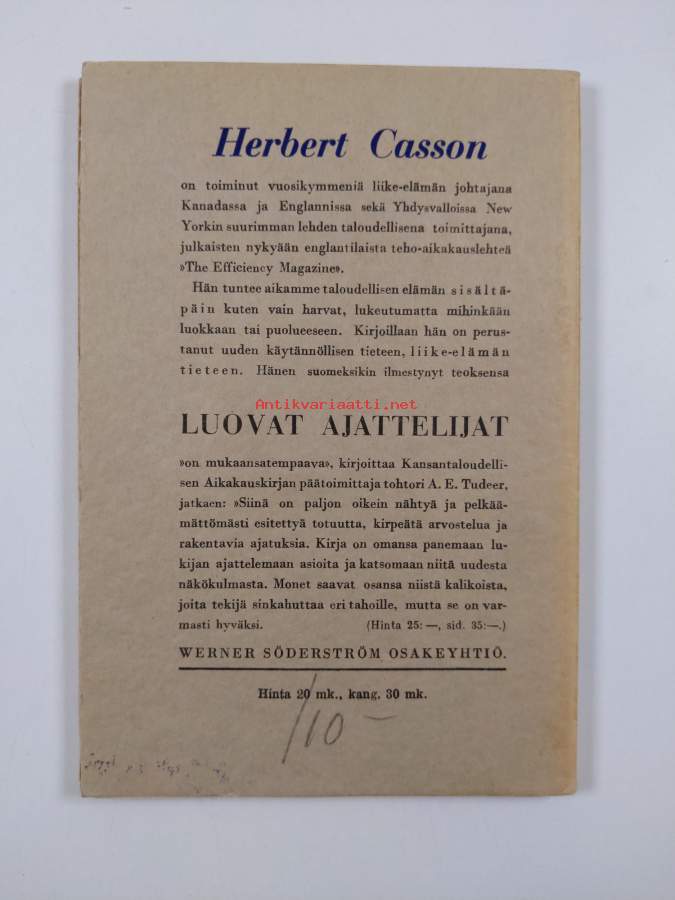 Herbert Casson
on toiminut vuosikymmeniä liike-elämän johtajana
Kanadassa ja Englannissa sekä Yhdysvalloissa New
Yorkin suurimman lehden taloudellisena toimittajana,
julkaisten nykyään englantilaista teho-aikakauslehteä
»The Efficiency Magazine».
Hän tuntee aikamme taloudellisen elämän sisältä-
päin kuten vain harvat, lukeutumatta mihinkään
luokkaan tai puolueeseen. Kirjoillaan hän on perus-
tanut uuden käytännöllisen tieteen, liike-elämän
tieteen. Hänen suomeksikin ilmestynyt teoksensa
Antikvariaatti.net
LUOVAT AJATTELIJAT
»on mukaansatempaava», kirjoittaa Kansantaloudelli-
sen Aikakauskirjan päätoimittaja tohtori A. E. Tudeer,
jatkaen: »Siinä on paljon oikein nähtyä ja pelkää-
mättömästi esitettyä totuutta, kirpeätä arvostelua ja
rakentavia ajatuksia. Kirja on omansa panemaan lu-
kijan ajattelemaan asioita ja katsomaan niitä uudesta
näkökulmasta. Monet saavat osansa niistä kalikoista,
joita tekijä sinkahuttaa eri tahoille, mutta se on var-
masti hyväksi. (Hinta 25: —, sid. 35:—.)
WERNER SÖDERSTRÖM OSAKEYHTIÖ.
Hinta 20 mk., kang. 30 mk.
/10-